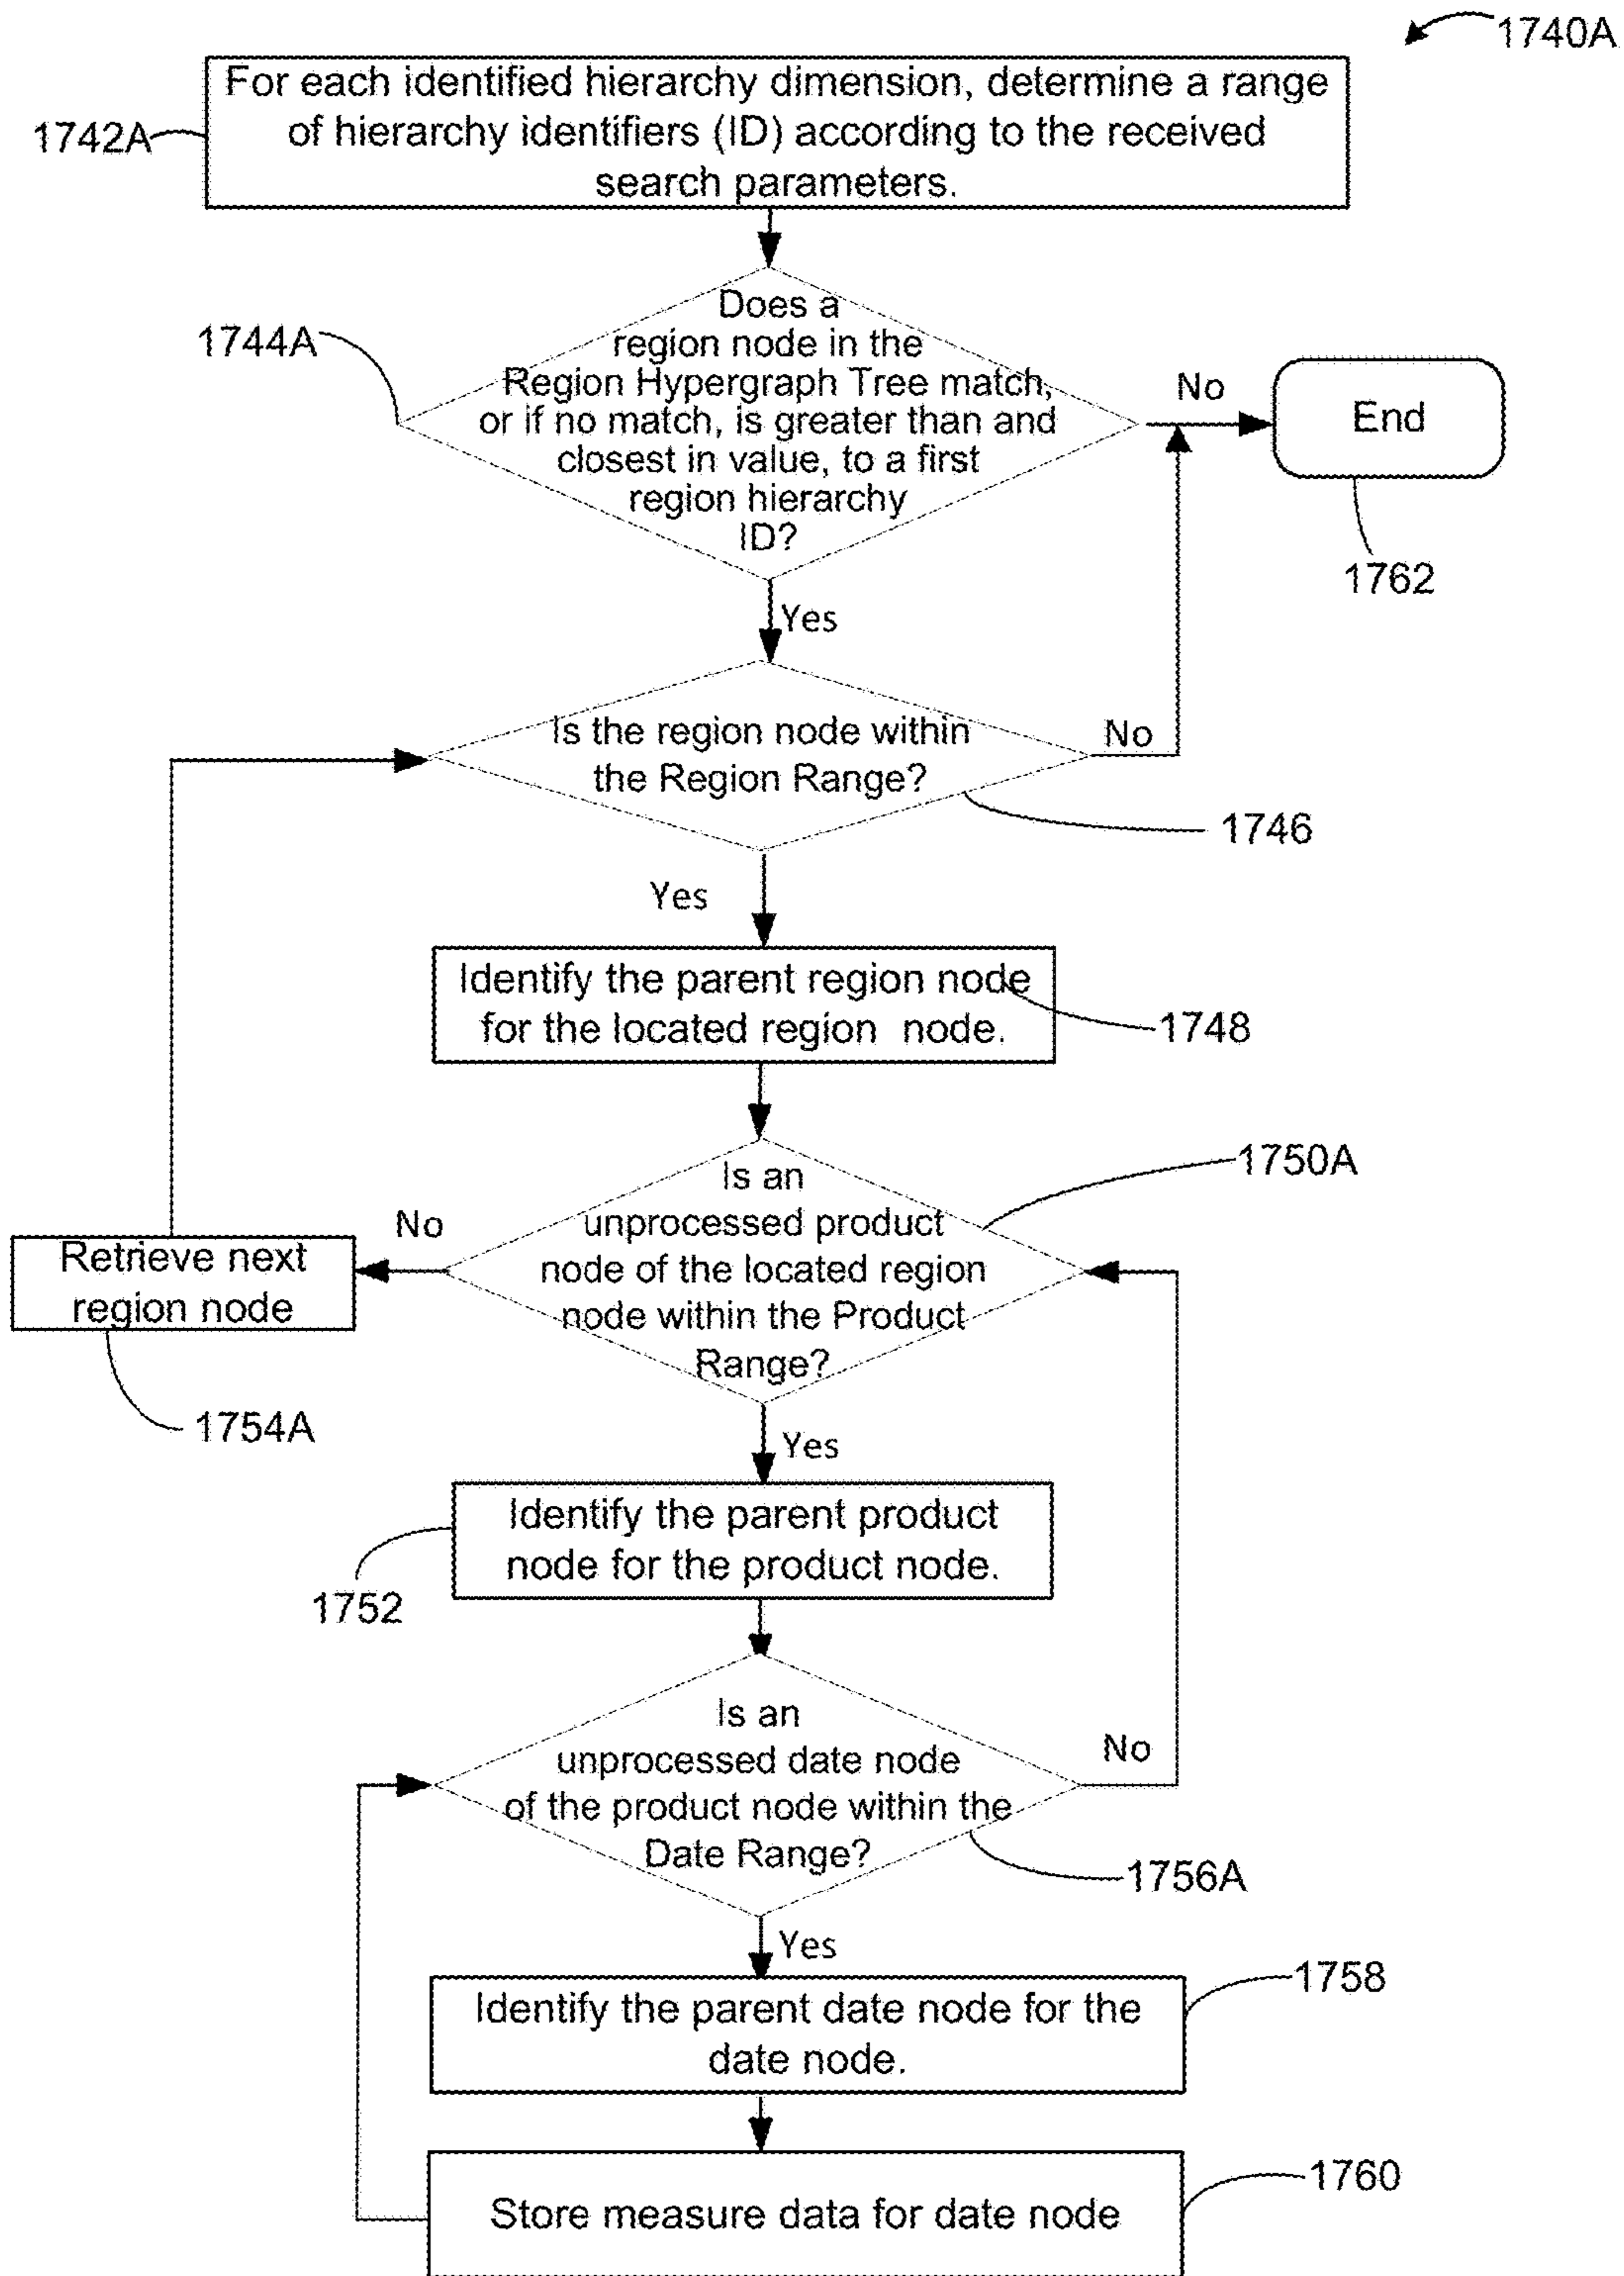 1740A
For each identified hierarchy dimension, determine a range
of hierarchy identifiers (ID) according to the received
search parameters.
1742A
Does a
region node in the
Region Hypergraph Tree match,
or if no match, is greater than and
closest in value, to a first
region hierarchy
ID?
1744A
No
End
1762
Yes
Is the region node within
the Region Range?
No
1746
Yes
Identify the parent region node
for the located region node.
1748
Is an
unprocessed product
node of the located region
node within the Product
Range?
1750A
No
Retrieve next
region node
1754A
Yes
Identify the parent product
node for the product node.
1752
Is an
unprocessed date node
of the product node within the
Date Range?
No
1756A
Yes
Identify the parent date node for the
date node.
1758
Store measure data for date node
1760